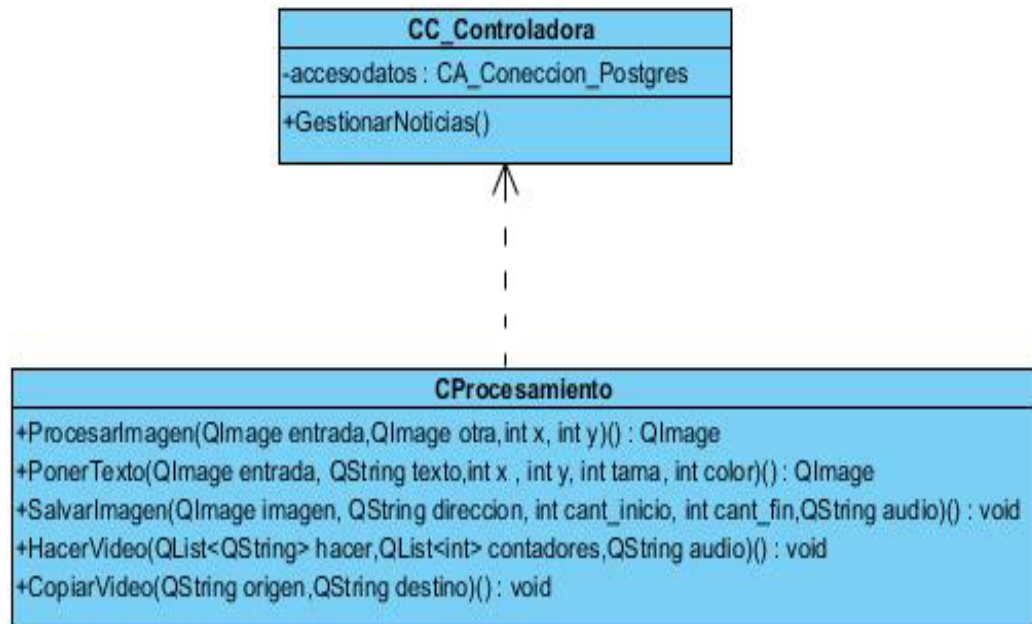 CC_Controladora
-accesodatos : CA_Coneccion_Postgres
+GestionarNoticias()
CProcesamiento
+ProcesarImagen(QImage entrada,QImage otra,int x, int y)() : QImage
+PonerTexto(QImage entrada, QString texto,int x , int y, int tama, int color)() : QImage
+SalvarImagen(QImage imagen, QString direccion, int cant_inicio, int cant_fin,QString audio)() : void
+HacerVideo(QList<QString> hacer,QList<int> contadores,QString audio)() : void
+CopiarVideo(QString origen,QString destino)() : void